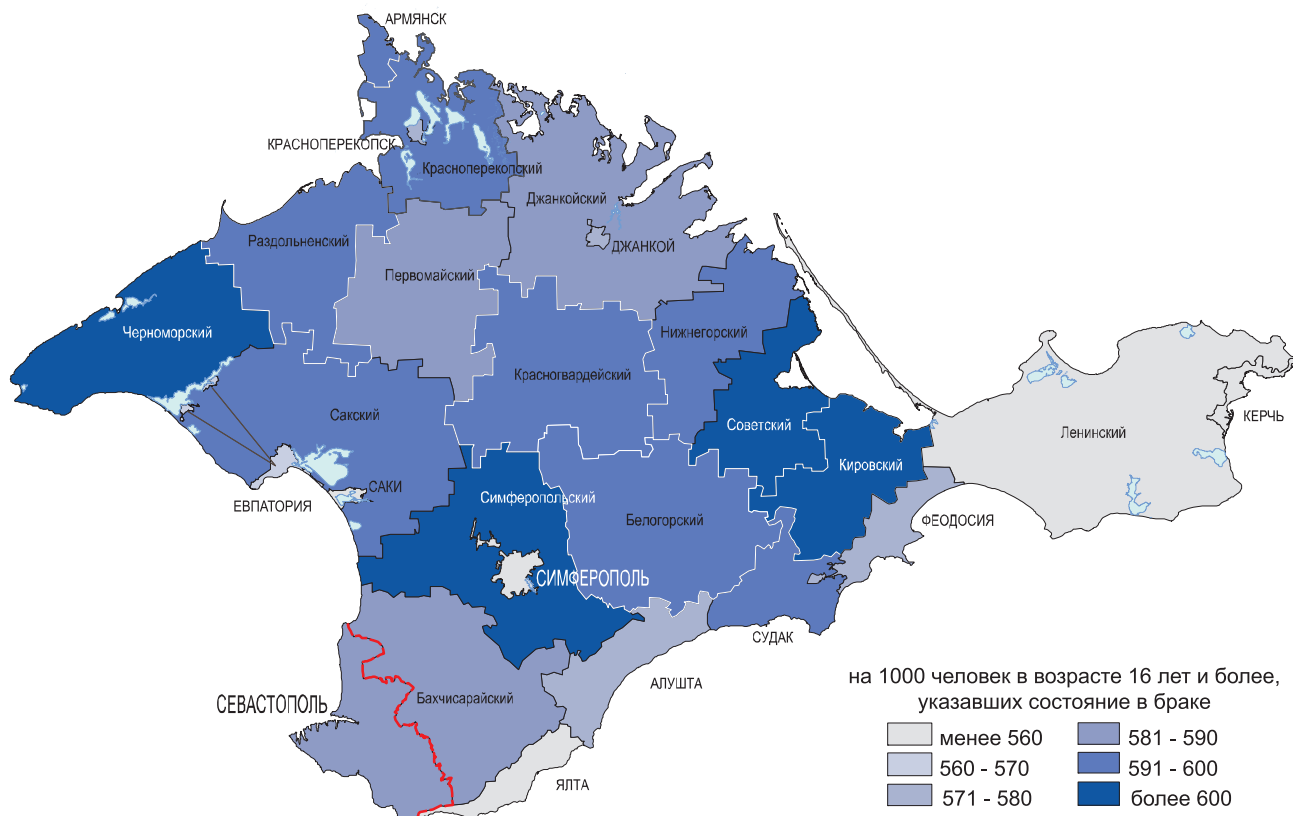 АРМЯНСК
КРАСНОПЕРЕКОПСК
Красноперекопский
Джанкойский
ДЖАНКОЙ
Раздольненский
Первомайский
Черноморский
Нижнегорский
Красногвардейский
Сакский
Советский
Ленинский
КЕРЧЬ
Кировский
САКИ
ЕВПАТОРИЯ
Симферопольский
Белогорский
ФЕОДОСИЯ
СИМФЕРОПОЛЬ
СУДАК
АЛУШТА
Бахчисарайский
СЕВАСТОПОЛЬ
ЯЛТА
на 1000 человек в возрасте 16 лет и более,
указавших состояние в браке
менее 560
560 - 570
571 - 580
581 - 590
591 - 600
более 600